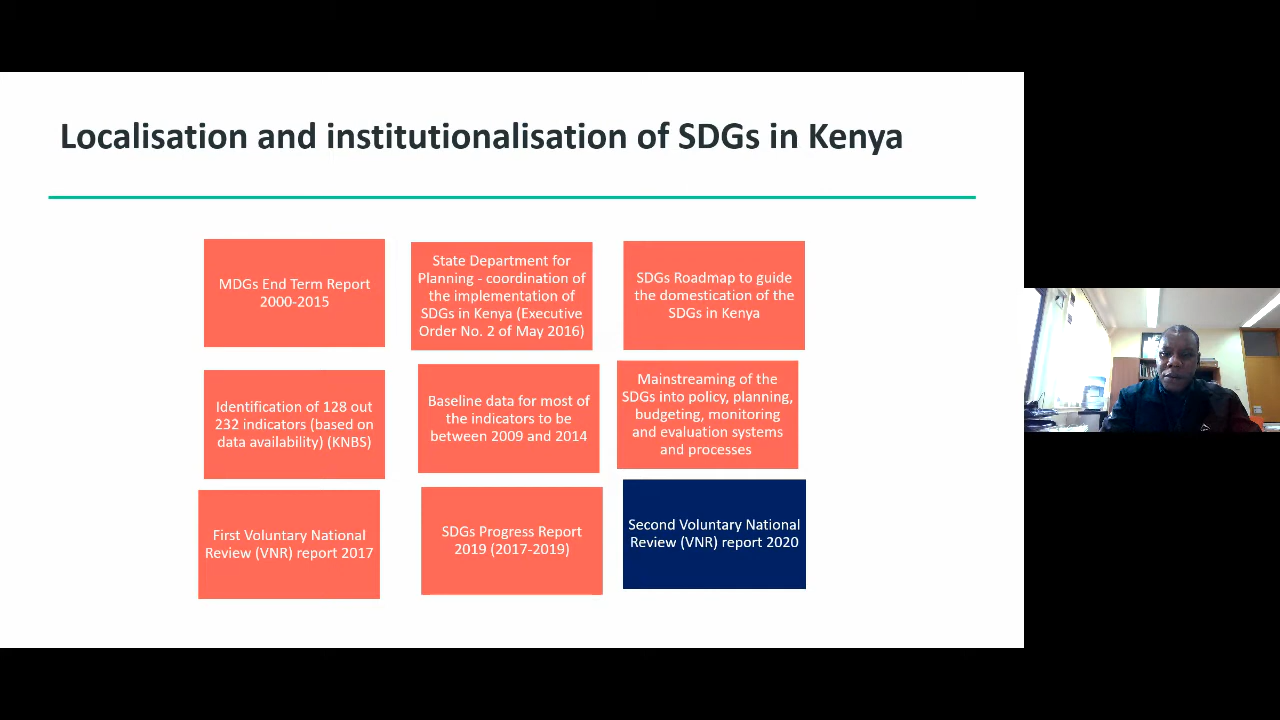 Localisation and institutionalisation of SDGs in Kenya
MDGs End Term Report
2000-2015
State Department for
Planning - coordination of
the implementation of
SDGs in Kenya (Executive
Order No. 2 of May 2016)
SDGs Roadmap to guide
the domestication of the
SDGs in Kenya
Identification of 128 out
232 indicators (based on
data availability) (KNBS)
Baseline data for most of
the indicators to be
between 2009 and 2014
Mainstreaming of the
SDGs into policy, planning,
budgeting, monitoring
and evaluation systems
and processes
First Voluntary National
Review (VNR) report 2017
SDGs Progress Report
2019 (2017-2019)
Second Voluntary National
Review (VNR) report 2020